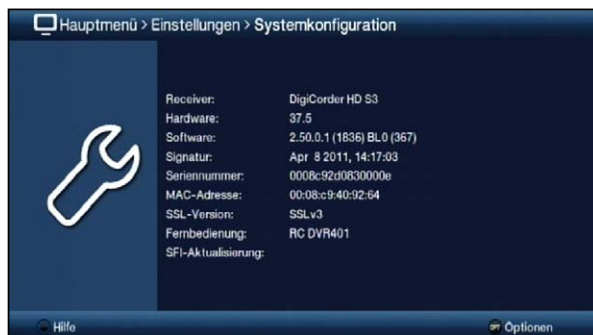 Hauptmenü > Einstellungen > Systemkonfiguration
Receiver: DigiCorder HD S3
Hardware: 37.5
Software: 2.50.0.1 (1836) BL0 (367)
Signatur: Apr 8 2011, 14:17:03
Seriennummer: 0008c92d0830000e
MAC-Adresse: 00:08:c9:40:92:64
SSL-Version: SSLv3
Fernbedienung: RC DVR401
SFI-Aktualisierung:
Hilfe
OPT Optionen